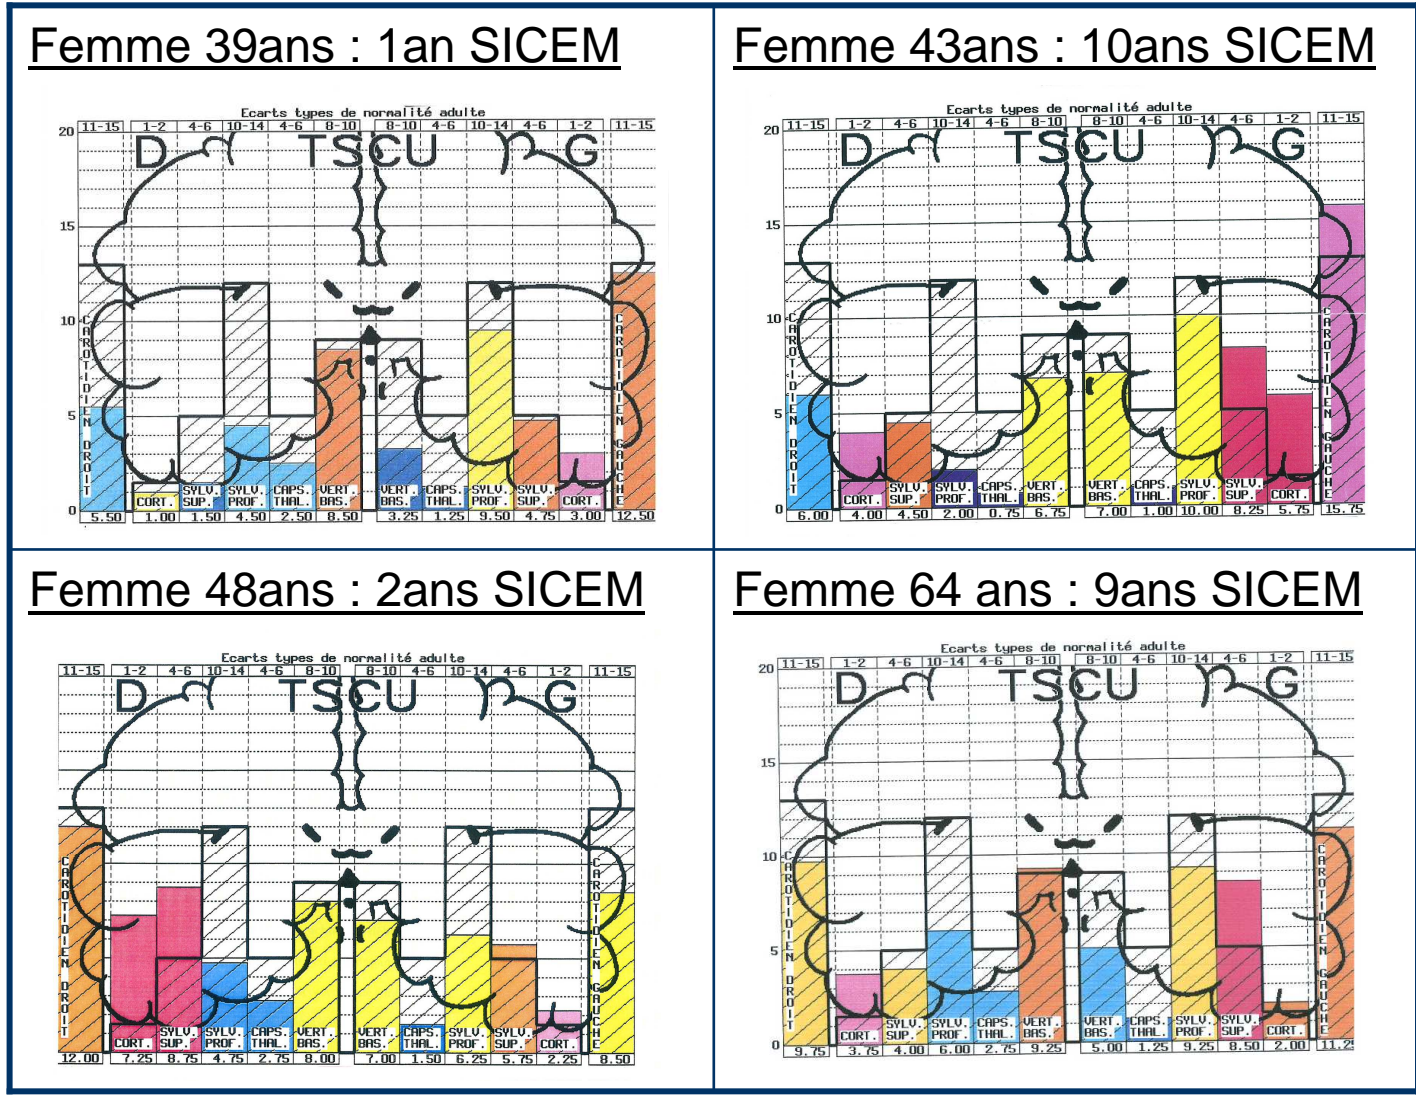 Femme 39ans : 1an SICEM
Ecarts types de normalité adulte
11-15 1-2 4-6 10-14 4-6 8-10 8-10 4-6 10-14 4-6 1-2 11-15
D TSCU G
20
15
10
5
0
CAROTIDIEN DROIT
CAROTIDIEN GAUCHE
CORT. SYLV. SUP. SYLV. PROF. CAPS. THAL. VERT. BAS. VERT. BAS. CAPS. THAL. SYLV. PROF. SYLV. SUP. CORT.
5.50 1.00 1.50 4.50 2.50 8.50 3.25 1.25 9.50 4.75 3.00 12.50
Femme 43ans : 10ans SICEM
Ecarts types de normalité adulte
11-15 1-2 4-6 10-14 4-6 8-10 8-10 4-6 10-14 4-6 1-2 11-15
D TSCU G
20
15
10
5
0
CAROTIDIEN DROIT
CAROTIDIEN GAUCHE
CORT. SYLV. SUP. SYLV. PROF. CAPS. THAL. VERT. BAS. VERT. BAS. CAPS. THAL. SYLV. PROF. SYLV. SUP. CORT.
6.00 4.00 4.50 2.00 0.75 6.75 7.00 1.00 10.00 8.25 5.75 15.75
Femme 48ans : 2ans SICEM
Ecarts types de normalité adulte
11-15 1-2 4-6 10-14 4-6 8-10 8-10 4-6 10-14 4-6 1-2 11-15
D TSCU G
CAROTIDIEN DROIT
CAROTIDIEN GAUCHE
CORT. SYLV. SUP. SYLV. PROF. CAPS. THAL. VERT. BAS. VERT. BAS. CAPS. THAL. SYLV. PROF. SYLV. SUP. CORT.
12.00 7.25 8.75 4.75 2.75 8.00 7.00 1.50 6.25 5.75 2.25 8.50
Femme 64 ans : 9ans SICEM
Ecarts types de normalité adulte
11-15 1-2 4-6 10-14 4-6 8-10 8-10 4-6 10-14 4-6 1-2 11-15
D TSCU G
20
15
10
5
0
CAROTIDIEN DROIT
CAROTIDIEN GAUCHE
CORT. SYLV. SUP. SYLV. PROF. CAPS. THAL. VERT. BAS. VERT. BAS. CAPS. THAL. SYLV. PROF. SYLV. SUP. CORT.
9.75 3.75 4.00 6.00 2.75 9.25 5.00 1.25 9.25 8.50 2.00